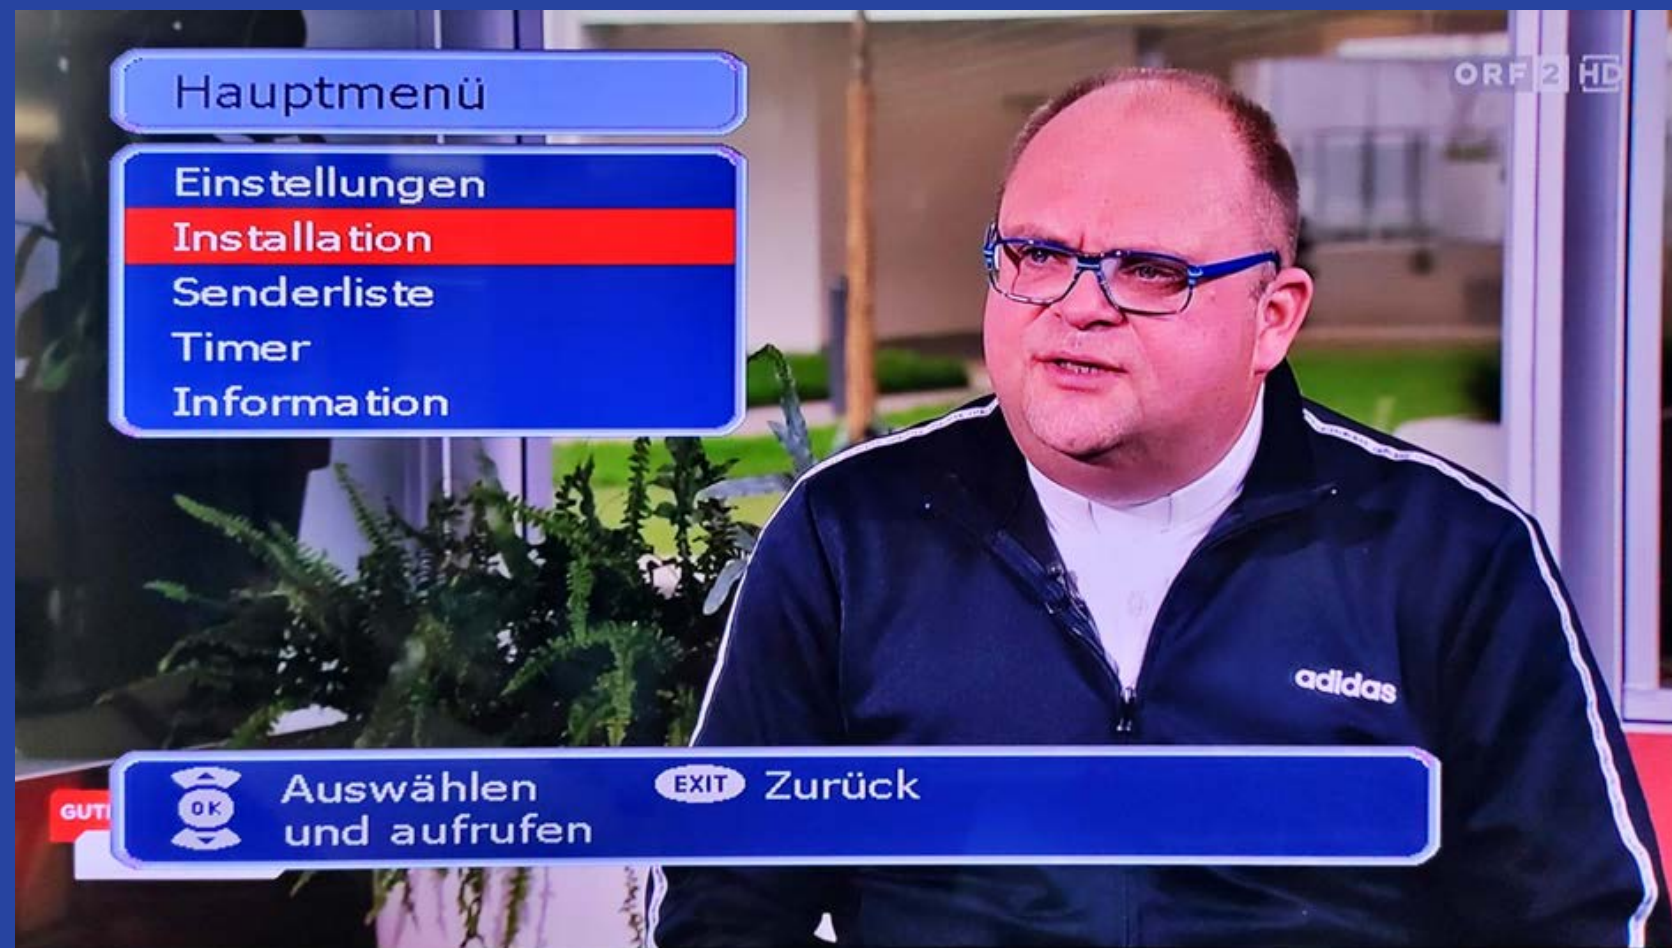 Hauptmenü
ORF 2 HD
Einstellungen
Installation
Senderliste
Timer
Information
adidas
OK
Auswählen
und aufrufen
EXIT Zurück